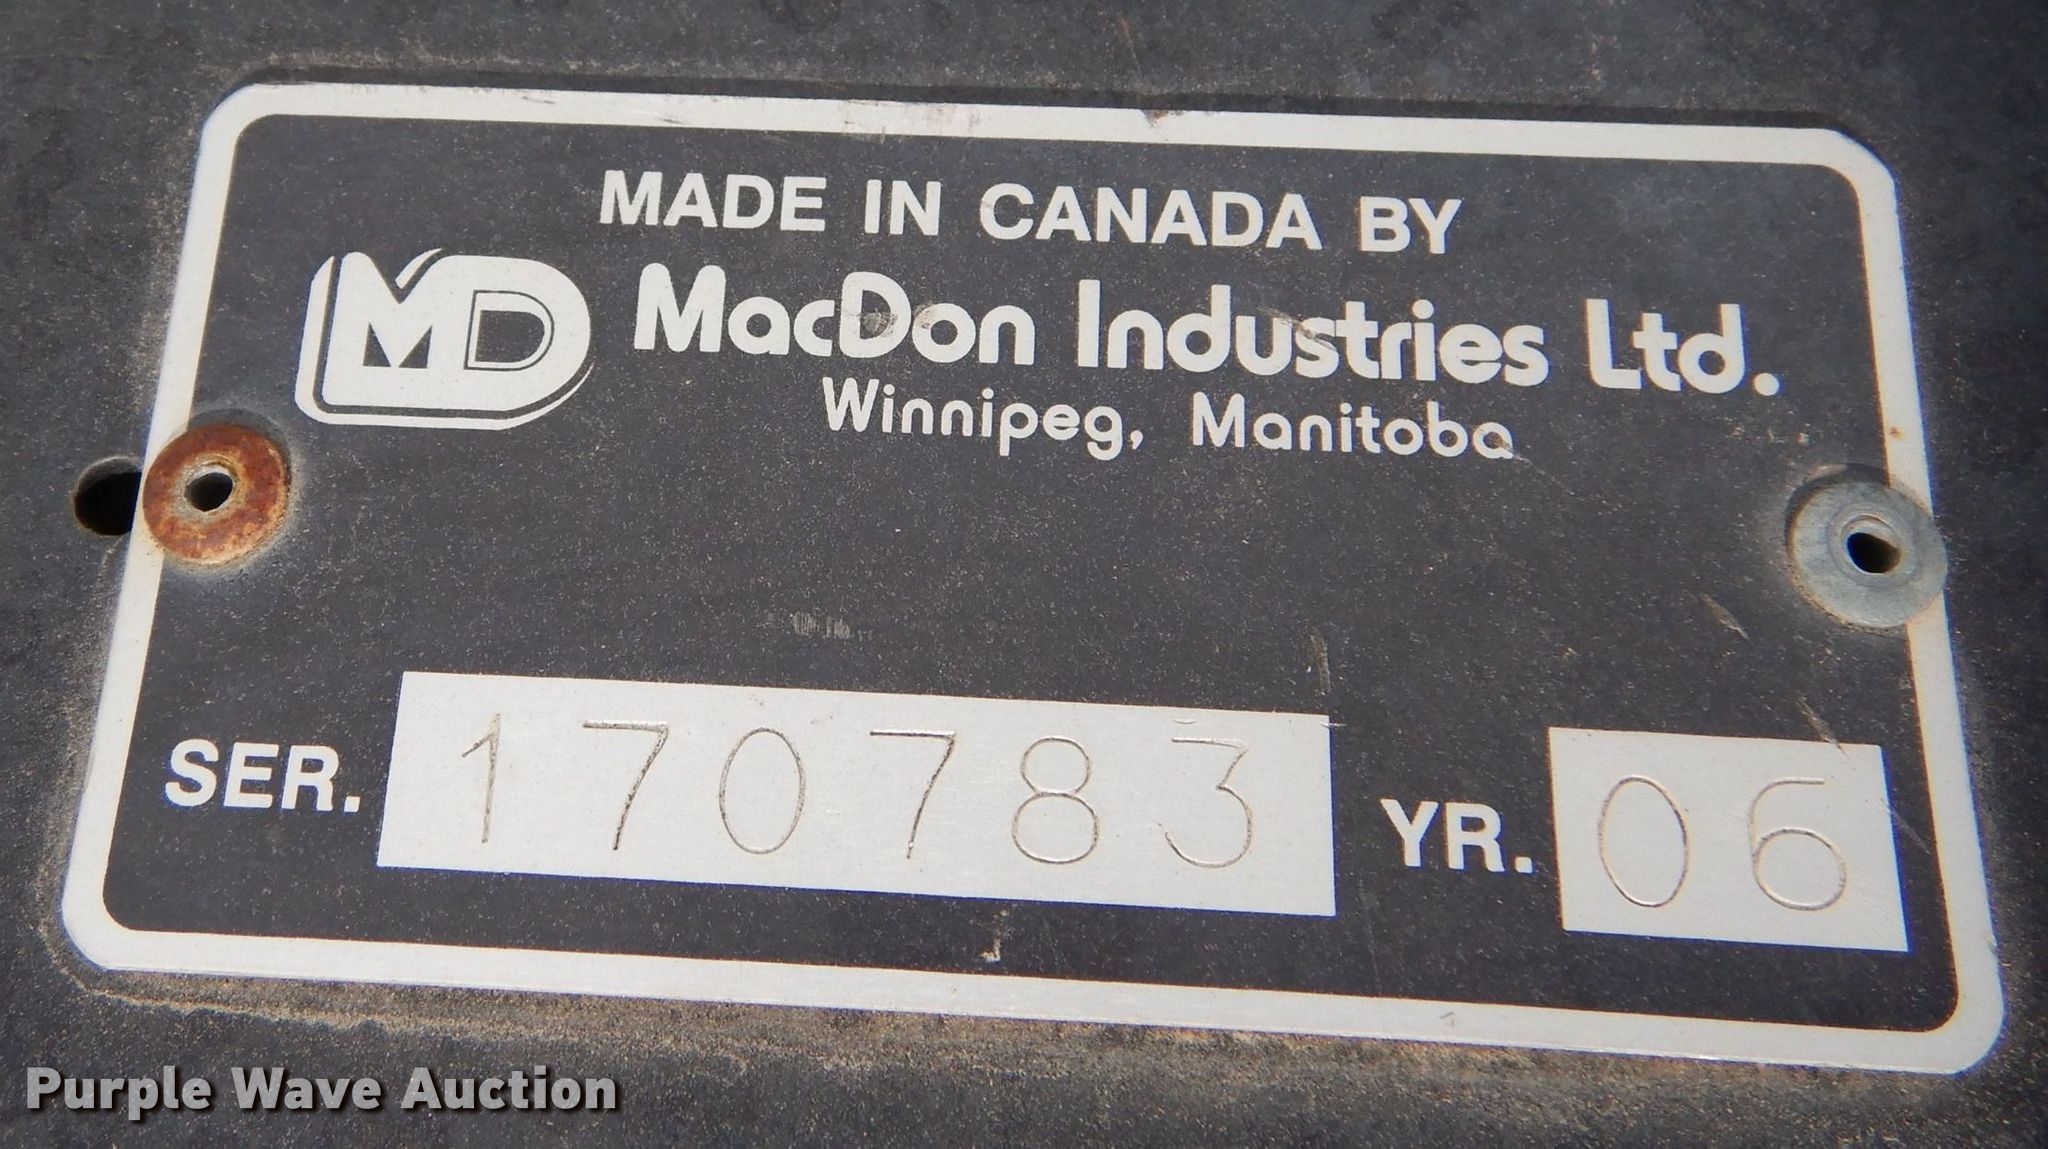 MADE IN CANADA BY
MD MacDon Industries Ltd.
Winnipeg, Manitoba
SER. 170783 YR. 06
Purple Wave Auction